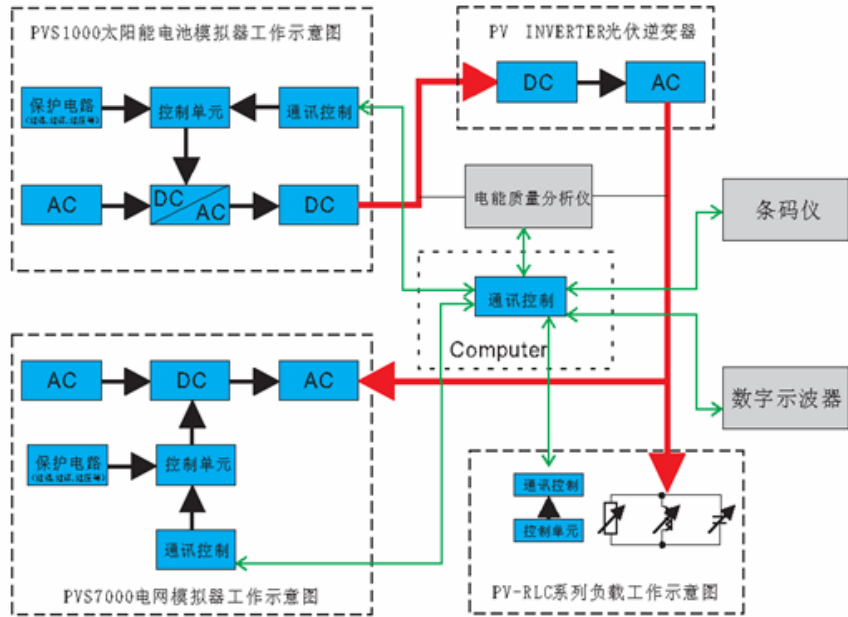 PVS1000太阳能电池模拟器工作示意图
保护电路
控制单元
通讯控制
AC
DC
AC
DC
PV INVERTER光伏逆变器
DC
AC
电能质量分析仪
条码仪
通讯控制
Computer
数字示波器
AC
DC
AC
保护电路
控制单元
通讯控制
PVS7000电网模拟器工作示意图
通讯控制
控制单元
PV-RLC系列负载工作示意图